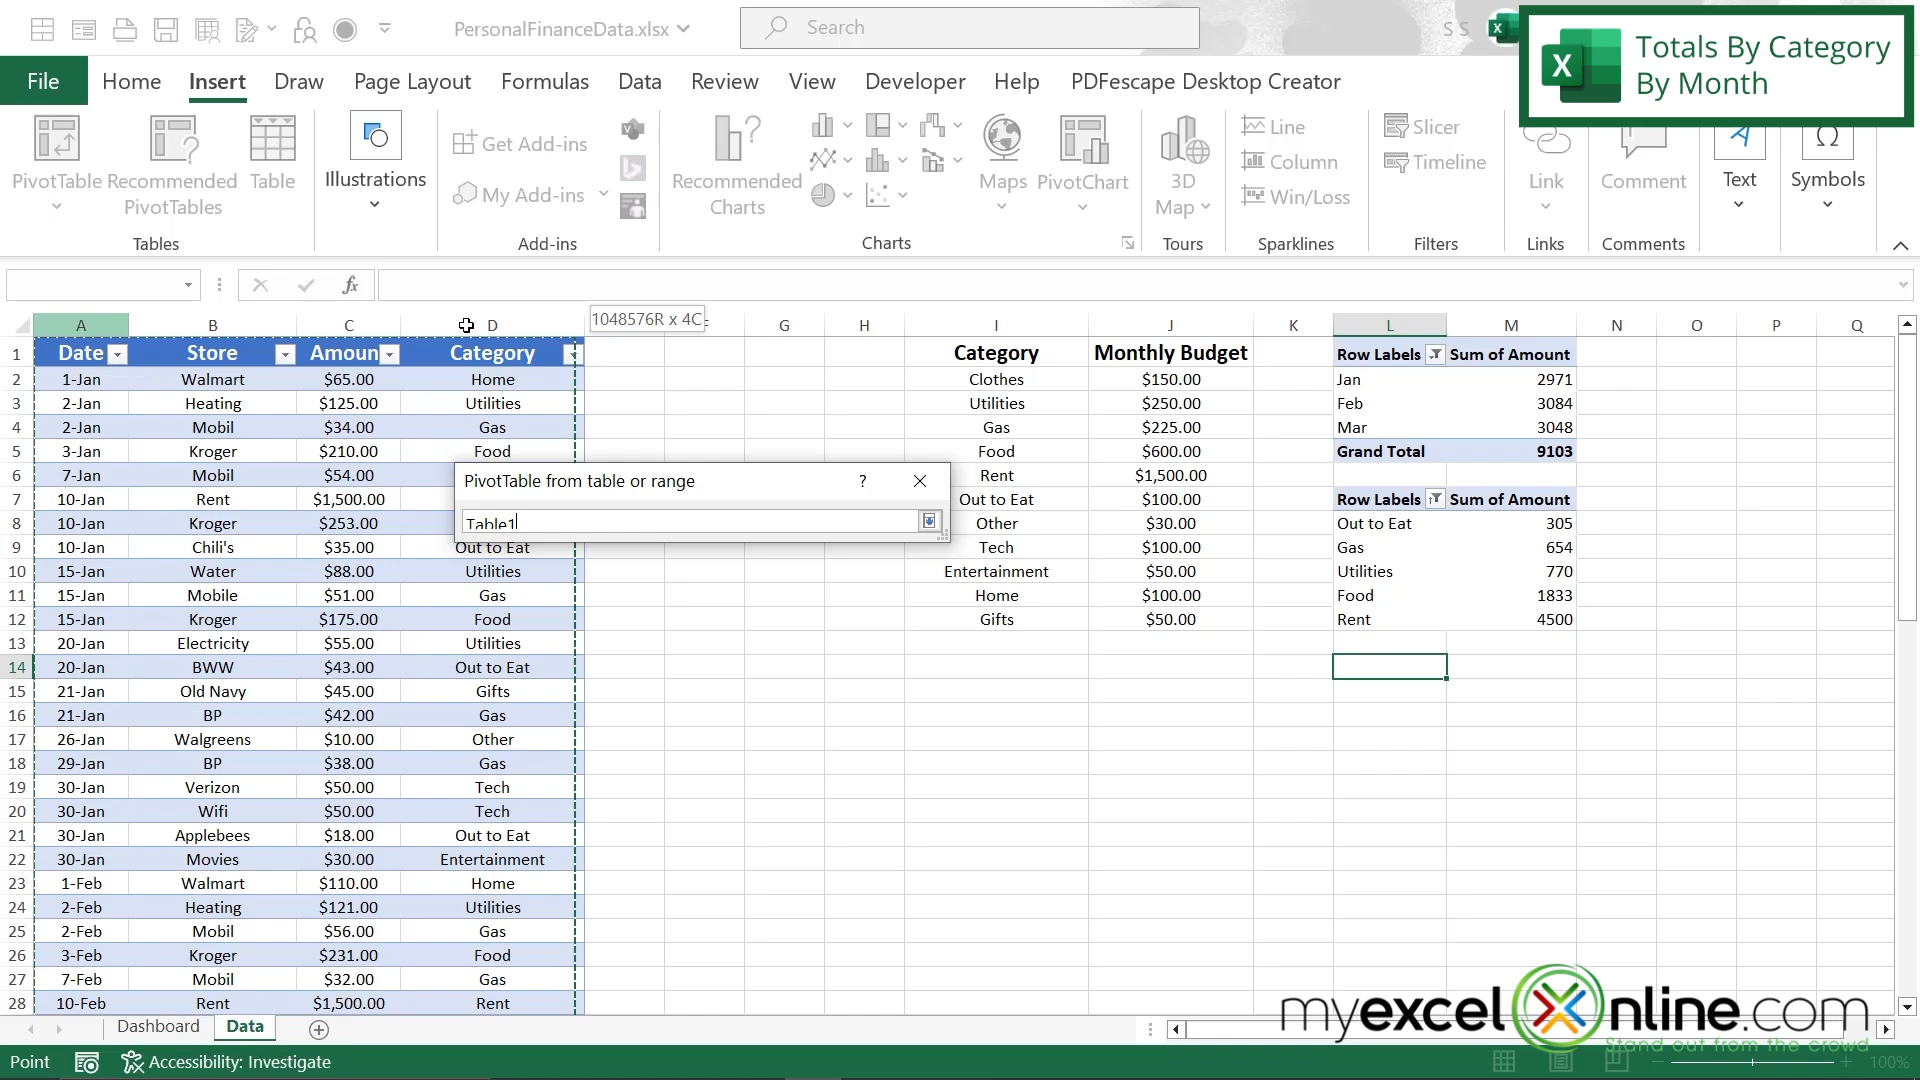 PersonalFinanceData.xlsx
Search
S S
Totals By Category
By Month
File Home Insert Draw Page Layout Formulas Data Review View Developer Help PDFescape Desktop Creator
PivotTable
Recommended
PivotTables
Table
Tables
Illustrations
Get Add-ins
My Add-ins
Add-ins
Recommended
Charts
Maps
PivotChart
Charts
3D
Map
Tours
Line
Column
Win/Loss
Sparklines
Slicer
Timeline
Filters
Link
Links
Comment
Comments
Text
Symbols
fx
1048576R x 4C
A B C D F G H I J K L M N O P Q
1 Date Store Amoun Category Category Monthly Budget Row Labels Sum of Amount
2 1-Jan Walmart $65.00 Home Clothes $150.00 Jan 2971
3 2-Jan Heating $125.00 Utilities Utilities $250.00 Feb 3084
4 2-Jan Mobil $34.00 Gas Gas $225.00 Mar 3048
5 3-Jan Kroger $210.00 Food Food $600.00 Grand Total 9103
6 7-Jan Mobil $54.00 Rent $1,500.00
7 10-Jan Rent $1,500.00 Out to Eat $100.00 Row Labels Sum of Amount
8 10-Jan Kroger $253.00 Other $30.00 Out to Eat 305
9 10-Jan Chili's $35.00 Out to Eat Tech $100.00 Gas 654
10 15-Jan Water $88.00 Utilities Entertainment $50.00 Utilities 770
11 15-Jan Mobile $51.00 Gas Home $100.00 Food 1833
12 15-Jan Kroger $175.00 Food Gifts $50.00 Rent 4500
13 20-Jan Electricity $55.00 Utilities
14 20-Jan BWW $43.00 Out to Eat
15 21-Jan Old Navy $45.00 Gifts
16 21-Jan BP $42.00 Gas
17 26-Jan Walgreens $10.00 Other
18 29-Jan BP $38.00 Gas
19 30-Jan Verizon $50.00 Tech
20 30-Jan Wifi $50.00 Tech
21 30-Jan Applebees $18.00 Out to Eat
22 30-Jan Movies $30.00 Entertainment
23 1-Feb Walmart $110.00 Home
24 2-Feb Heating $121.00 Utilities
25 2-Feb Mobil $56.00 Gas
26 3-Feb Kroger $231.00 Food
27 7-Feb Mobil $32.00 Gas
28 10-Feb Rent $1,500.00 Rent
PivotTable from table or range ?
Table1
Dashboard Data
myexcelonline.com
Stand out from the crowd
Point Accessibility: Investigate 100%